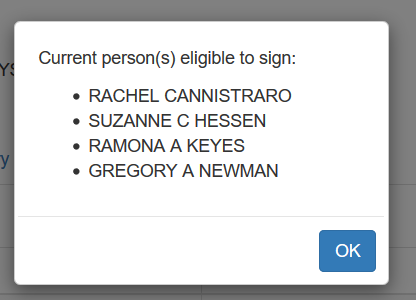 Current person(s) eligible to sign:
RACHEL CANNISTRARO
SUZANNE C HESSEN
RAMONA A KEYES
GREGORY A NEWMAN
OK